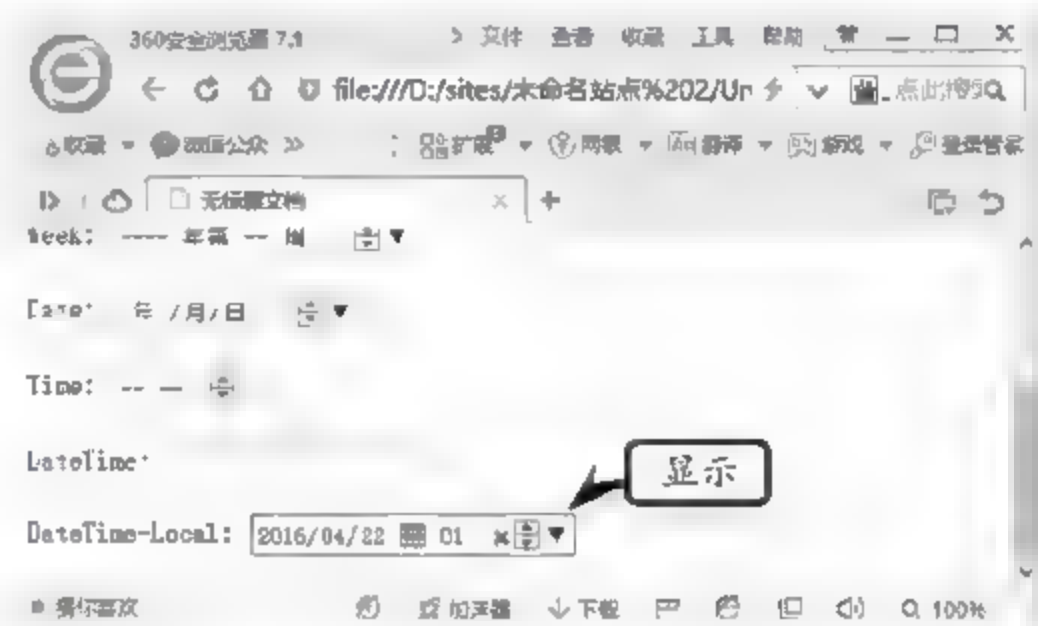 360安全浏览器 7.1 文件 查看 收藏 工具 帮助
file:///D:/sites/未命名站点%202/Un 点此搜索
收藏 扩展 网银 翻译 游戏 登录管家
无标题文档
Week: ---- 年第 -- 周
Date: 年 /月/日
Time: -- --
DateTime:
显示
DateTime-Local: 2016/04/22 01
猜你喜欢 加速器 下载 100%